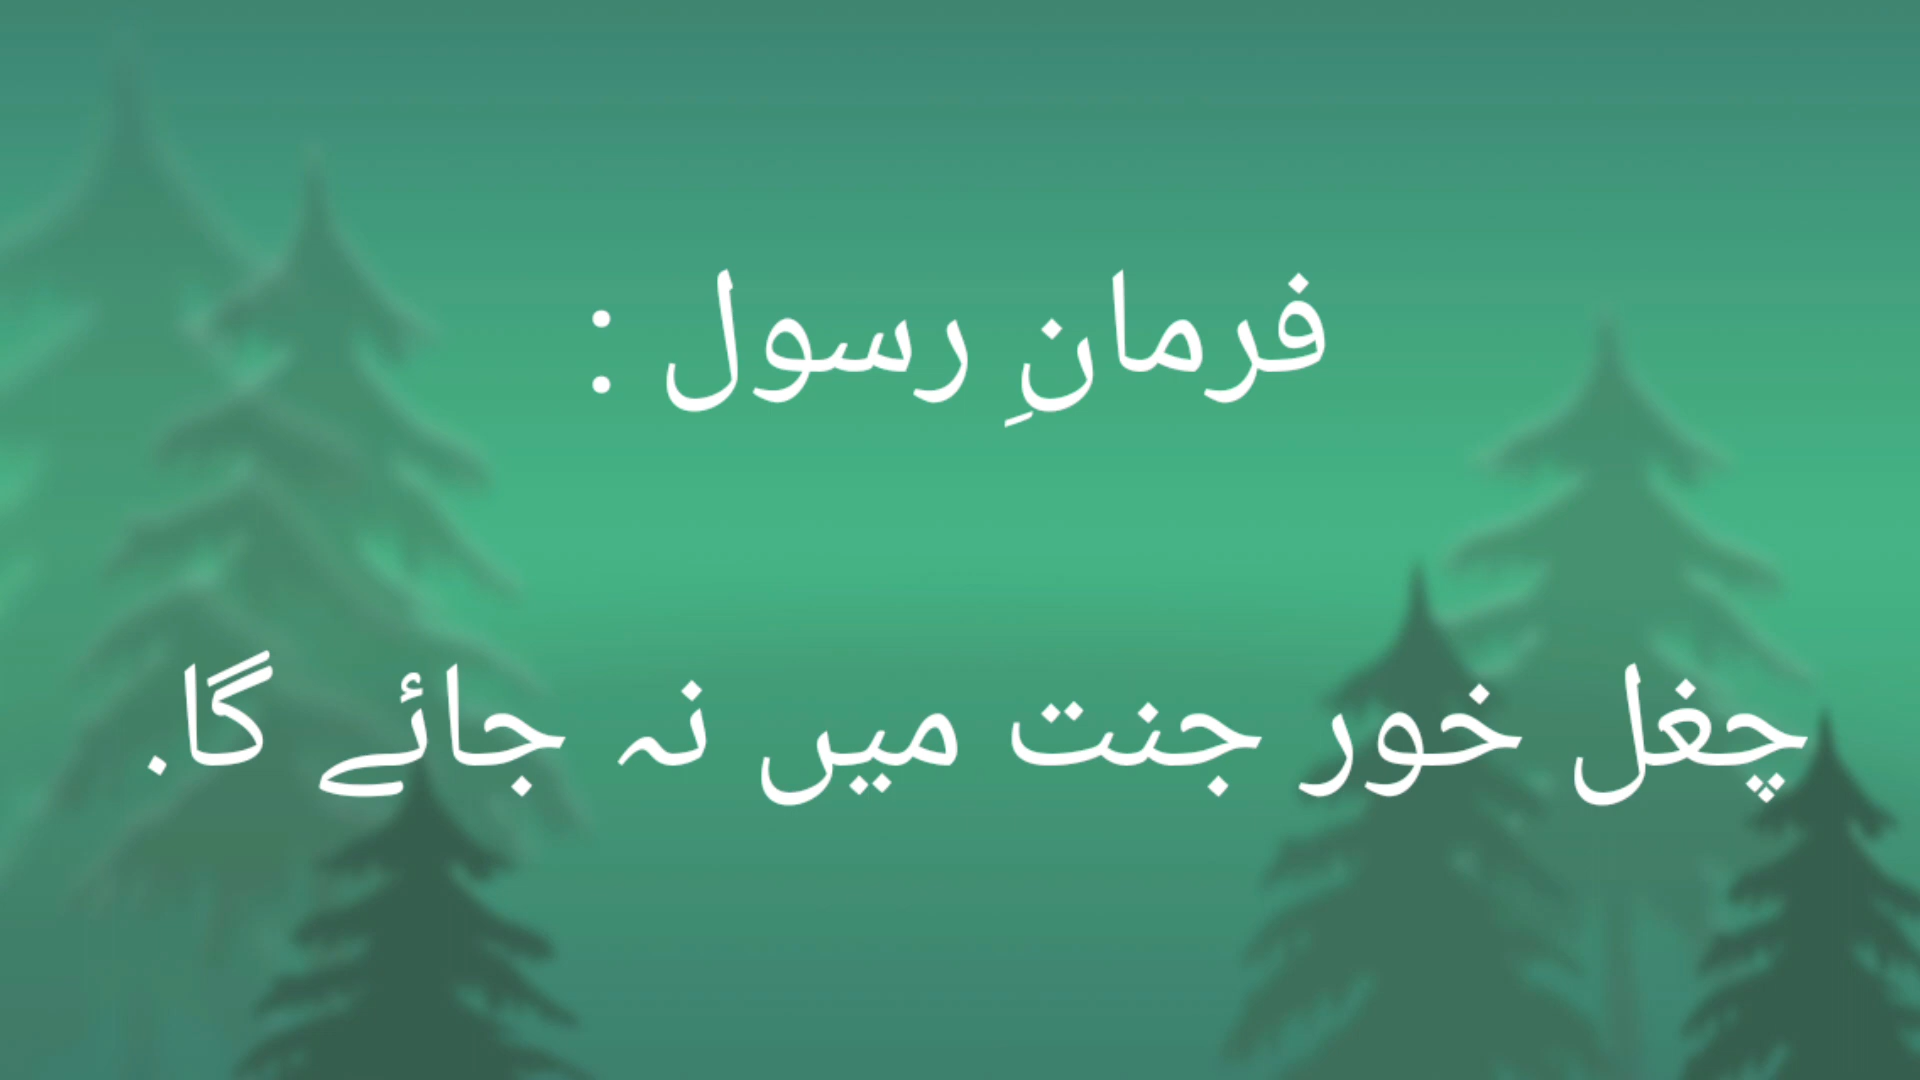 فرمانِ رسول :
چغل خور جنت میں نہ جائے گا.